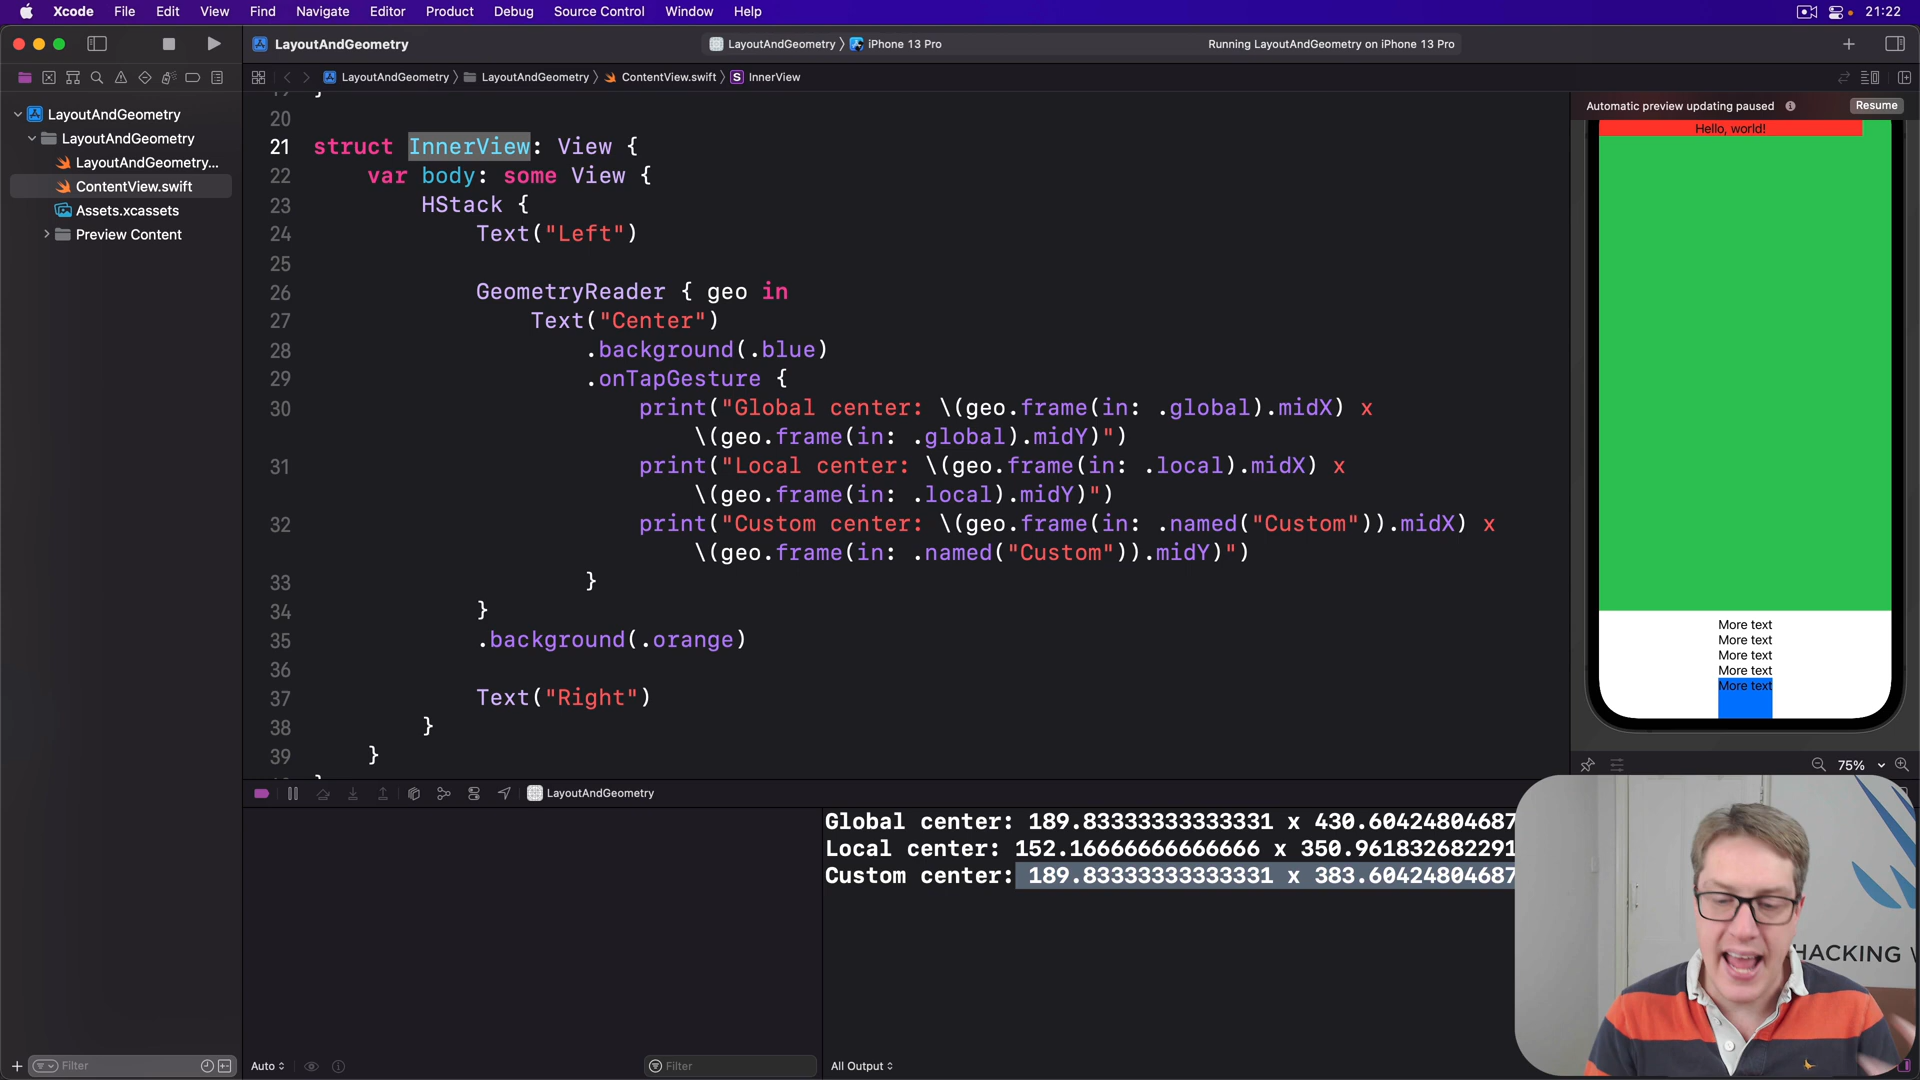 Xcode File Edit View Find Navigate Editor Product Debug Source Control Window Help 21:22
LayoutAndGeometry
LayoutAndGeometry 〉 iPhone 13 Pro
Running LayoutAndGeometry on iPhone 13 Pro
LayoutAndGeometry 〉 LayoutAndGeometry 〉 ContentView.swift 〉 S InnerView
LayoutAndGeometry
LayoutAndGeometry
LayoutAndGeometry...
ContentView.swift
Assets.xcassets
Preview Content
20
21 struct InnerView: View {
22 var body: some View {
23 HStack {
24 Text("Left")
25
26 GeometryReader { geo in
27 Text("Center")
28 .background(.blue)
29 .onTapGesture {
30 print("Global center: \(geo.frame(in: .global).midX) x
\(geo.frame(in: .global).midY)")
31 print("Local center: \(geo.frame(in: .local).midX) x
\(geo.frame(in: .local).midY)")
32 print("Custom center: \(geo.frame(in: .named("Custom")).midX) x
\(geo.frame(in: .named("Custom")).midY)")
33 }
34 }
35 .background(.orange)
36
37 Text("Right")
38 }
39 }
Automatic preview updating paused
Resume
Hello, world!
More text
More text
More text
More text
More text
75%
LayoutAndGeometry
Global center: 189.83333333333331 x 430.60424804687
Local center: 152.16666666666666 x 350.961832682291
Custom center: 189.83333333333331 x 383.60424804687
HACKING W
Filter
Auto
Filter
All Output